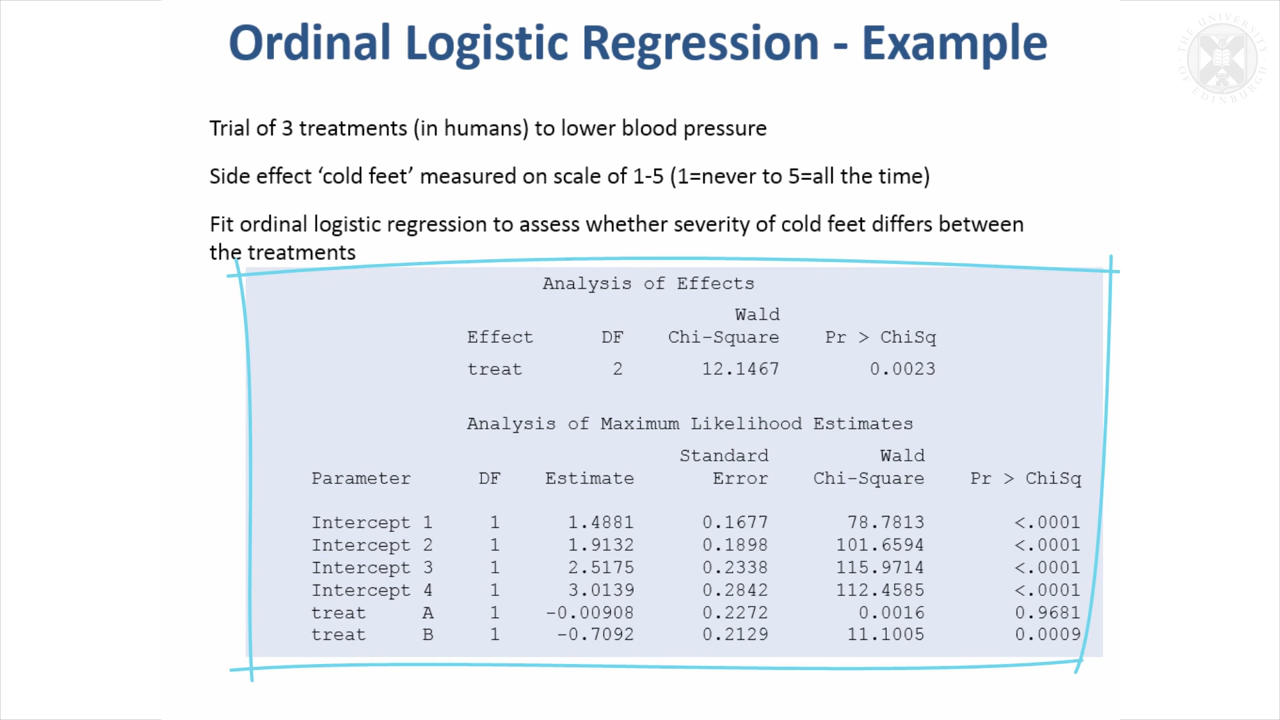 Ordinal Logistic Regression - Example
THE UNIVERSITY OF EDINBURGH
Trial of 3 treatments (in humans) to lower blood pressure
Side effect ‘cold feet’ measured on scale of 1-5 (1=never to 5=all the time)
Fit ordinal logistic regression to assess whether severity of cold feet differs between
the treatments
Analysis of Effects
Wald
Effect DF Chi-Square Pr > ChiSq
treat 2 12.1467 0.0023
Analysis of Maximum Likelihood Estimates
Standard Wald
Parameter DF Estimate Error Chi-Square Pr > ChiSq
Intercept 1 1 1.4881 0.1677 78.7813 <.0001
Intercept 2 1 1.9132 0.1898 101.6594 <.0001
Intercept 3 1 2.5175 0.2338 115.9714 <.0001
Intercept 4 1 3.0139 0.2842 112.4585 <.0001
treat A 1 -0.00908 0.2272 0.0016 0.9681
treat B 1 -0.7092 0.2129 11.1005 0.0009